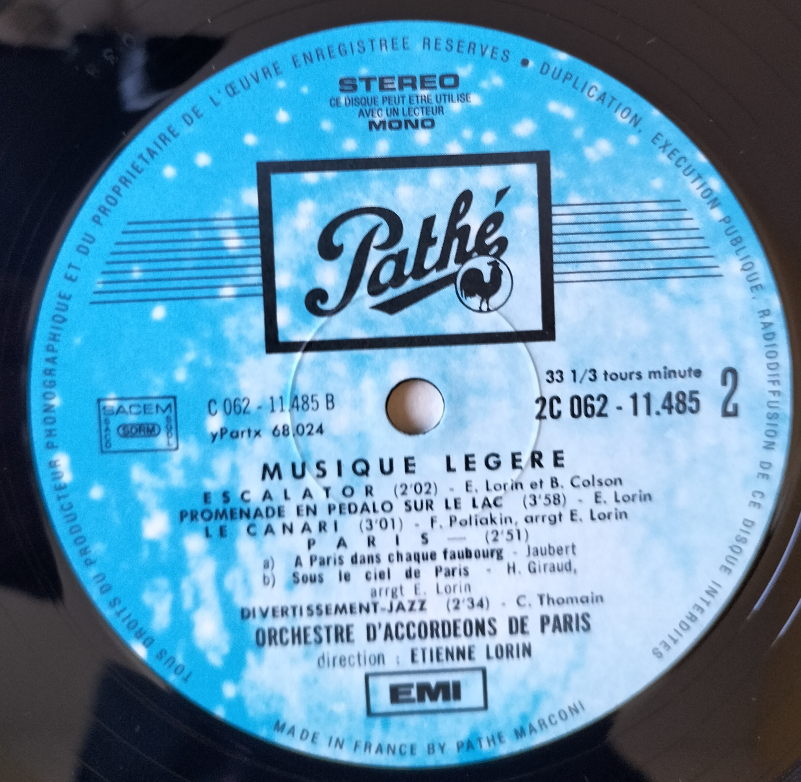 TOUS DROITS DU PRODUCTEUR PHONOGRAPHIQUE ET DU PROPRIETAIRE DE L'ŒUVRE ENREGISTREE RESERVES • DUPLICATION, EXECUTION PUBLIQUE, RADIODIFFUSION DE CE DISQUE INTERDITES
STEREO
CE DISQUE PEUT ETRE UTILISE
AVEC UN LECTEUR
MONO
Pathé
33 1/3 tours minute
2
SACEM
SDRM
C 062 - 11.485 B
2C 062 - 11.485
yPartx 68.024
MUSIQUE LEGERE
ESCALATOR (2'02) - E. Lorin et B. Colson
PROMENADE EN PEDALO SUR LE LAC (3'58) - E. Lorin
LE CANARI (3'01) - F. Poliakin, arrgt E. Lorin
PARIS — (2'51)
a) A Paris dans chaque faubourg - Jaubert
b) Sous le ciel de Paris - H. Giraud,
arrgt E. Lorin
DIVERTISSEMENT-JAZZ (2'34) - C. Thomain
ORCHESTRE D'ACCORDEONS DE PARIS
direction : ETIENNE LORIN
EMI
MADE IN FRANCE BY PATHE MARCONI